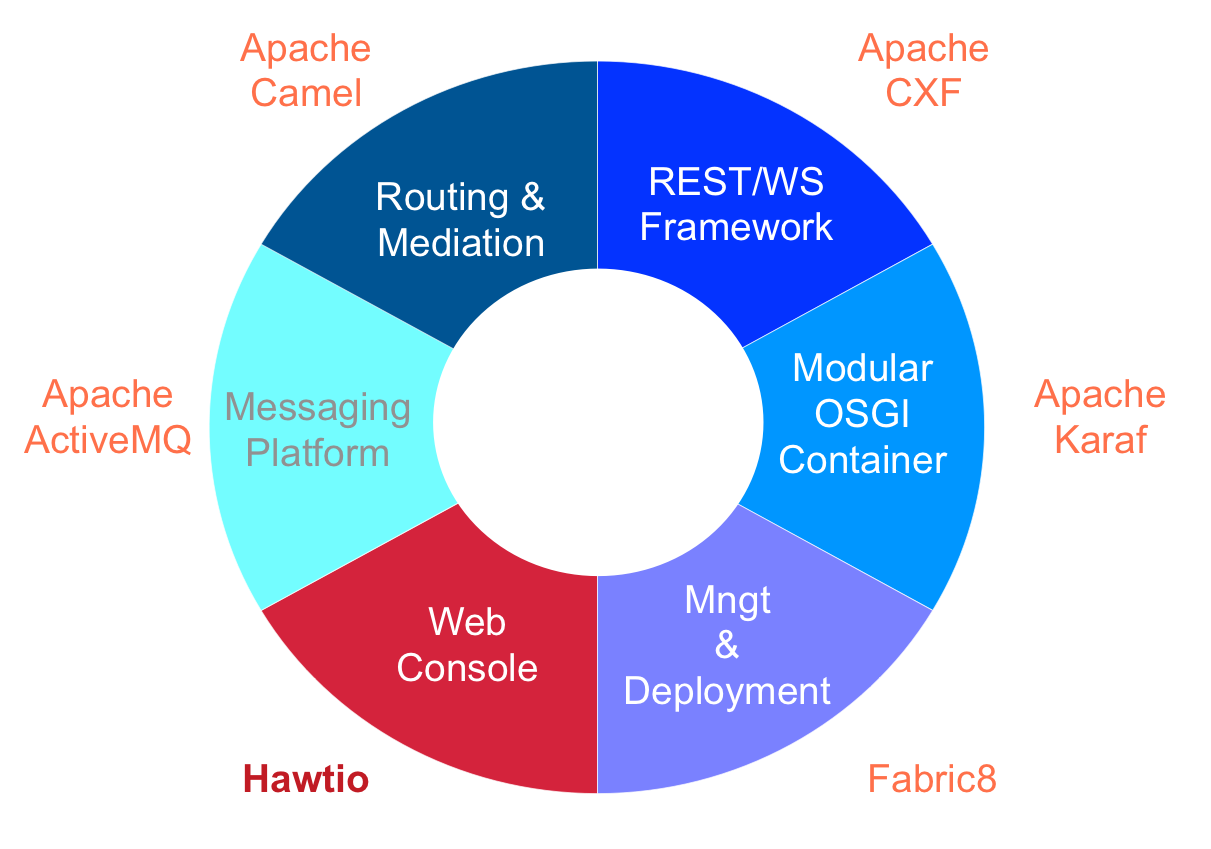 Apache
Camel
Apache
CXF
Routing &
Mediation
REST/WS
Framework
Apache
ActiveMQ
Messaging
Platform
Modular
OSGI
Container
Apache
Karaf
Web
Console
Mngt
&
Deployment
Hawtio
Fabric8